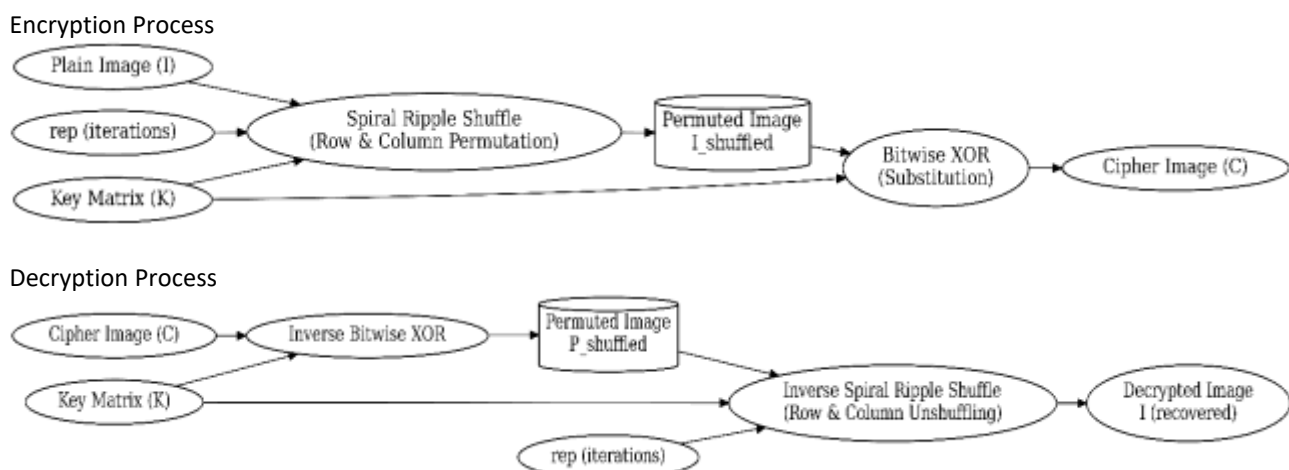 Encryption Process
Plain Image (I)
rep (iterations)
Key Matrix (K)
Spiral Ripple Shuffle
(Row & Column Permutation)
Permuted Image
I_shuffled
Bitwise XOR
(Substitution)
Cipher Image (C)
Decryption Process
Cipher Image (C)
Key Matrix (K)
Inverse Bitwise XOR
Permuted Image
P_shuffled
rep (iterations)
Inverse Spiral Ripple Shuffle
(Row & Column Unshuffling)
Decrypted Image
I (recovered)